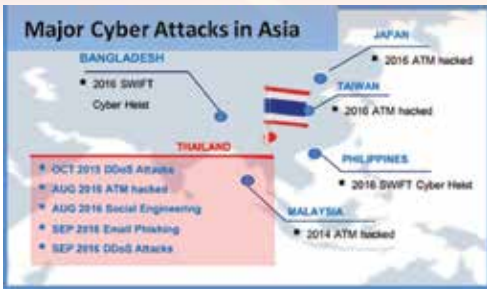 Major Cyber Attacks in Asia
BANGLADESH
• 2016 SWIFT
Cyber Heist
JAPAN
• 2016 ATM hacked
TAIWAN
• 2016 ATM hacked
THAILAND
• OCT 2015 DDoS Attacks
• AUG 2016 ATM hacked
• AUG 2016 Social Engineering
• SEP 2016 Email Phishing
• SEP 2016 DDoS Attacks
PHILIPPINES
• 2016 SWIFT Cyber Heist
MALAYSIA
• 2014 ATM hacked